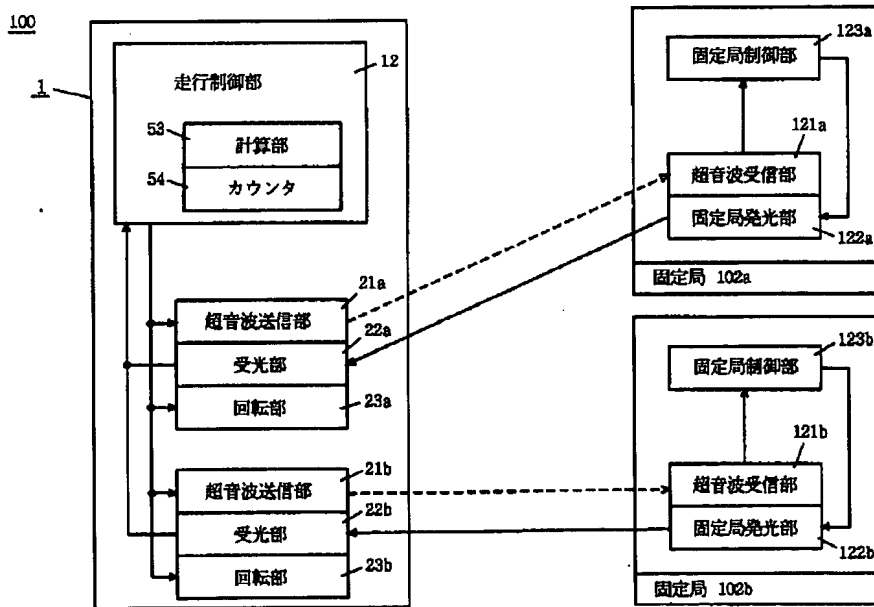 100
1
12
走行制御部
53
計算部
54
カウンタ
21a
超音波送信部
22a
受光部
23a
回転部
21b
超音波送信部
22b
受光部
23b
回転部
123a
固定局制御部
121a
超音波受信部
固定局発光部
122a
固定局 102a
123b
固定局制御部
121b
超音波受信部
固定局発光部
122b
固定局 102b